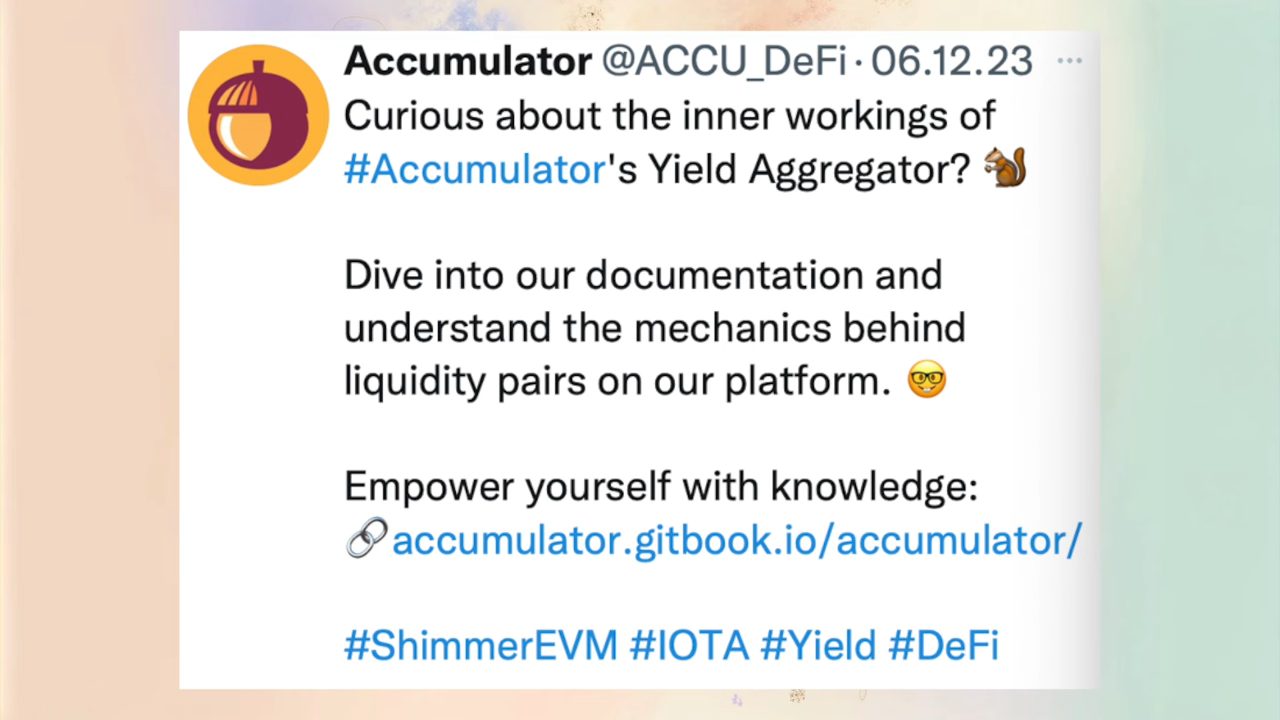 Accumulator @ACCU_DeFi · 06.12.23 ···
Curious about the inner workings of
#Accumulator's Yield Aggregator? 🐿️
Dive into our documentation and
understand the mechanics behind
liquidity pairs on our platform. 🤓
Empower yourself with knowledge:
🔗accumulator.gitbook.io/accumulator/
#ShimmerEVM #IOTA #Yield #DeFi